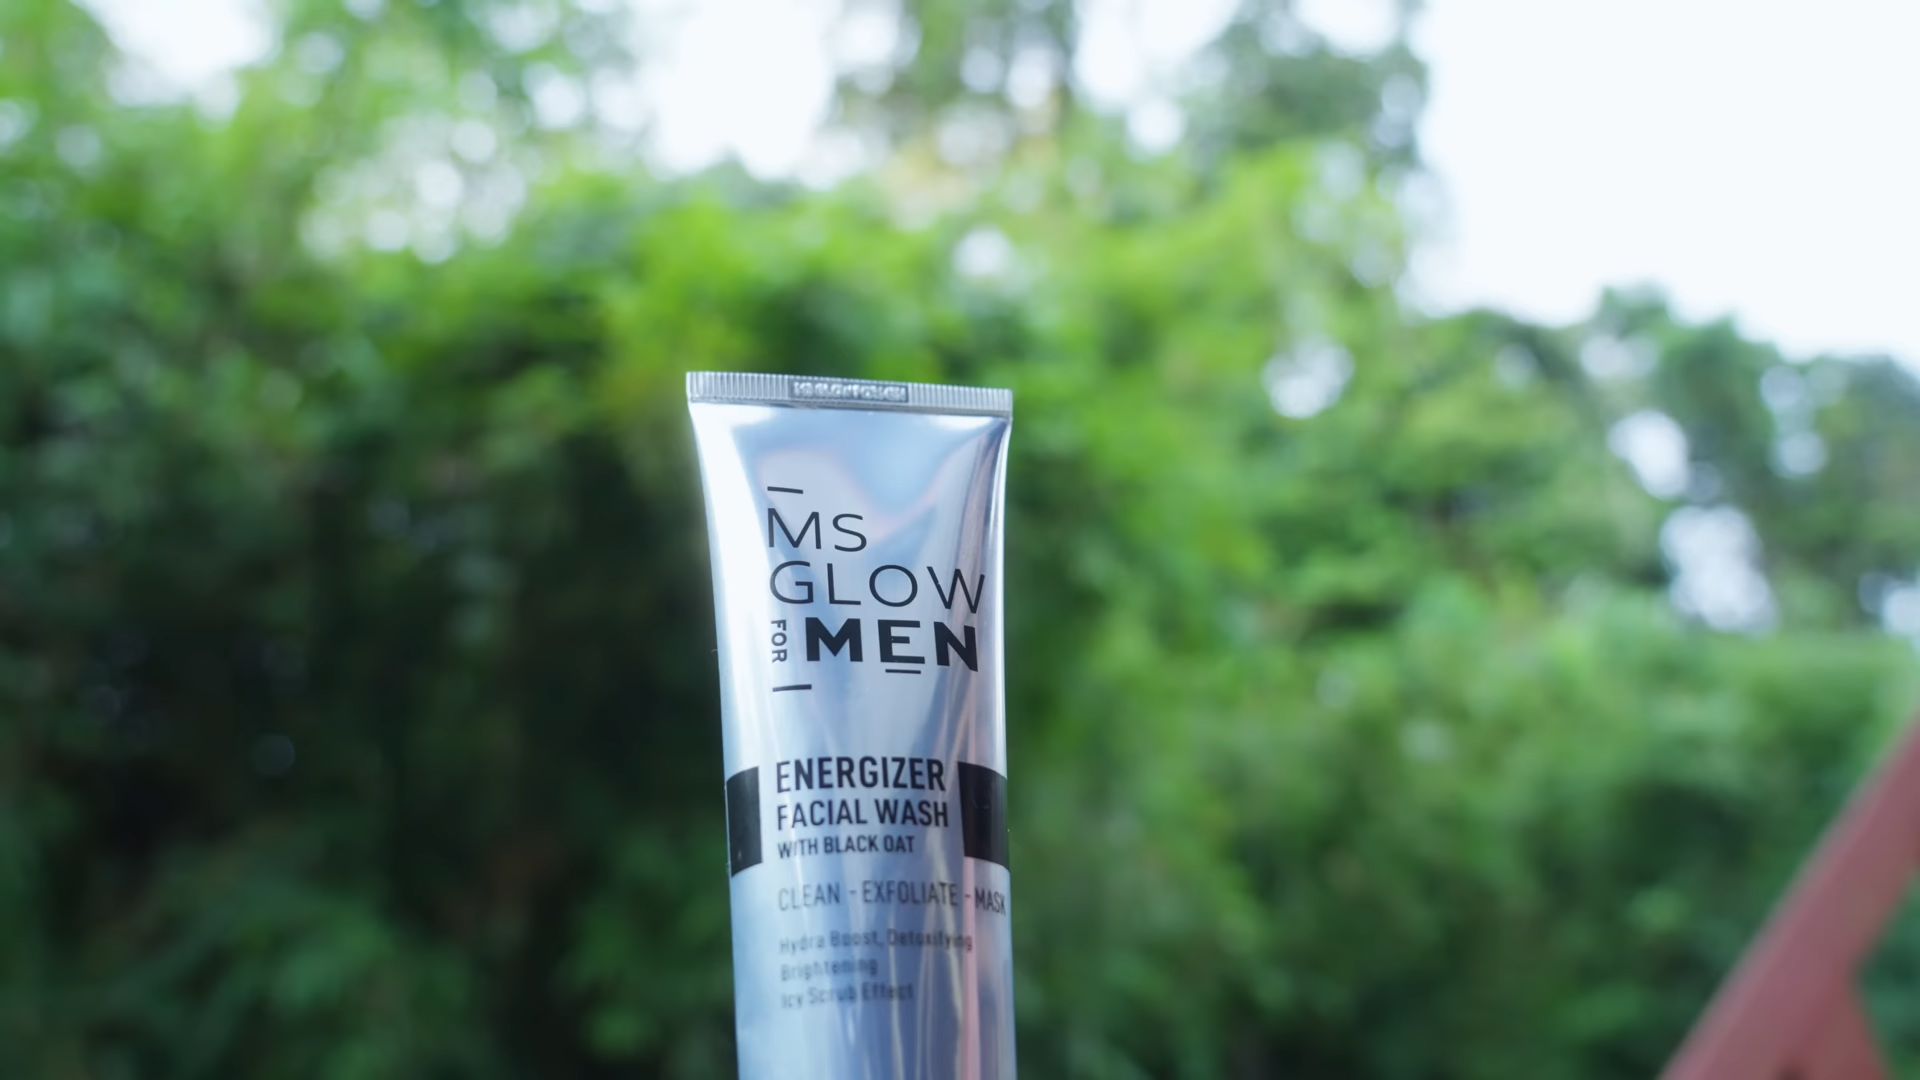 MS
GLOW
FOR MEN
ENERGIZER
FACIAL WASH
WITH BLACK OAT
CLEAN - EXFOLIATE - MASK
Hydra Boost, Detoxifying
Brightening
Icy Scrub Effect